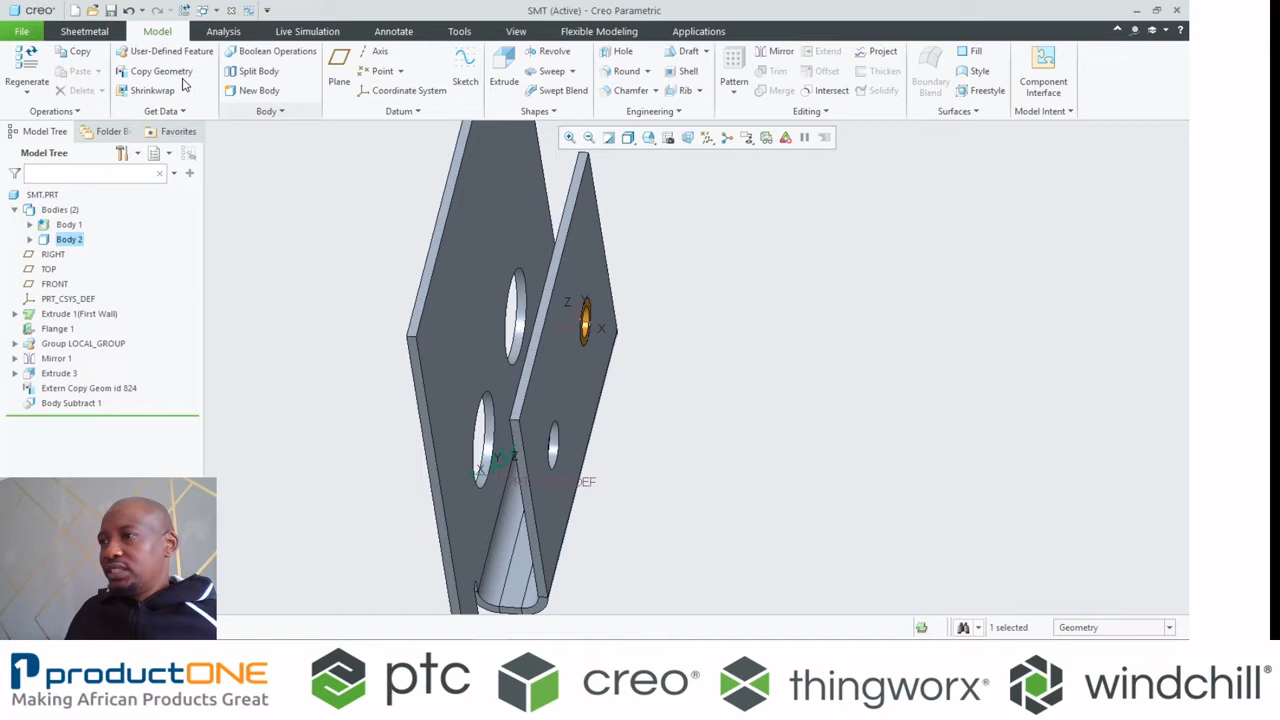 creo
SMT (Active) - Creo Parametric
File Sheetmetal Model Analysis Live Simulation Annotate Tools View Flexible Modeling Applications
Copy User-Defined Feature Boolean Operations Axis Revolve Hole Draft Mirror Extend Project Fill
Paste Copy Geometry Split Body Point Sweep Round Shell Trim Offset Thicken Style
Regenerate Delete Shrinkwrap New Body Plane Coordinate System Sketch Extrude Swept Blend Chamfer Rib Pattern Merge Intersect Solidify Boundary Blend Freestyle Component Interface
Operations Get Data Body Datum Shapes Engineering Editing Surfaces Model Intent
Model Tree Folder B Favorites
Model Tree
SMT.PRT
Bodies (2)
Body 1
Body 2
RIGHT
TOP
FRONT
PRT_CSYS_DEF
Extrude 1(First Wall)
Flange 1
Group LOCAL_GROUP
Mirror 1
Extrude 3
Extern Copy Geom id 824
Body Subtract 1
Z Y
X
X Y Z
DEF
1 selected Geometry
productONE
Making African Products Great
ptc
creo®
thingworx®
windchill®